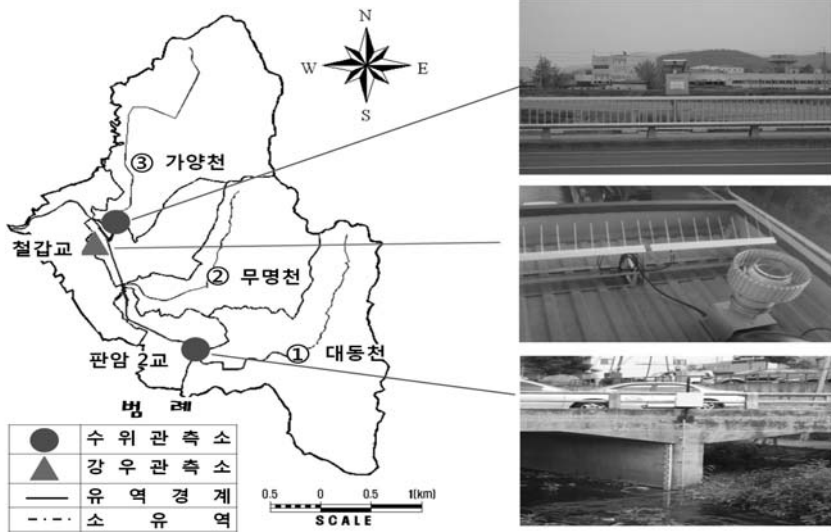 N
W E
S
③ 가양천
철갑교
② 무명천
① 대동천
판암 2교
범 례
수 위 관 측 소
강 우 관 측 소
유 역 경 계
소 유 역
0.5 0 0.5 1(km)
SCALE